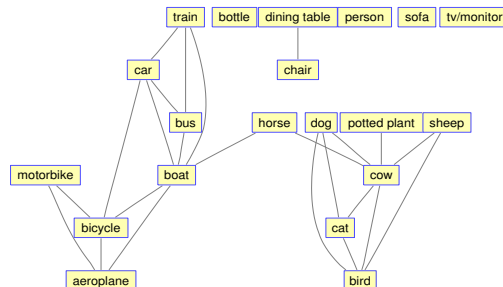 train bottle dining table person sofa tv/monitor
car chair
bus horse dog potted plant sheep
motorbike boat cow
bicycle cat
aeroplane bird